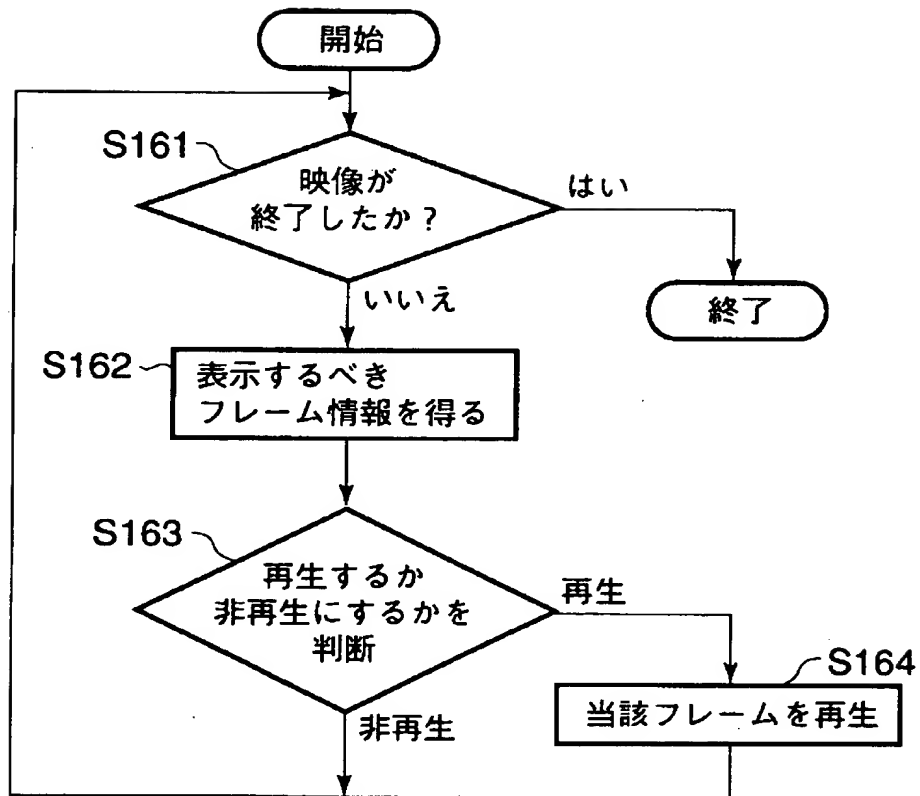 開始
S161
映像が
終了したか？
はい
終了
いいえ
S162
表示するべき
フレーム情報を得る
S163
再生するか
非再生にするかを
判断
再生
S164
当該フレームを再生
非再生